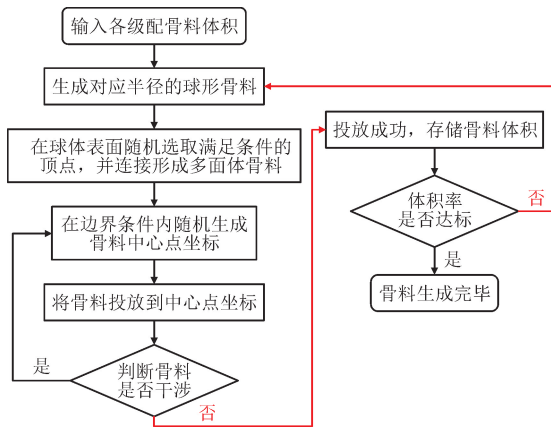 输入各级配骨料体积
生成对应半径的球形骨料
在球体表面随机选取满足条件的
顶点，并连接形成多面体骨料
在边界条件内随机生成
骨料中心点坐标
将骨料投放到中心点坐标
判断骨料
是否干涉
是
否
投放成功，存储骨料体积
体积率
是否达标
否
是
骨料生成完毕